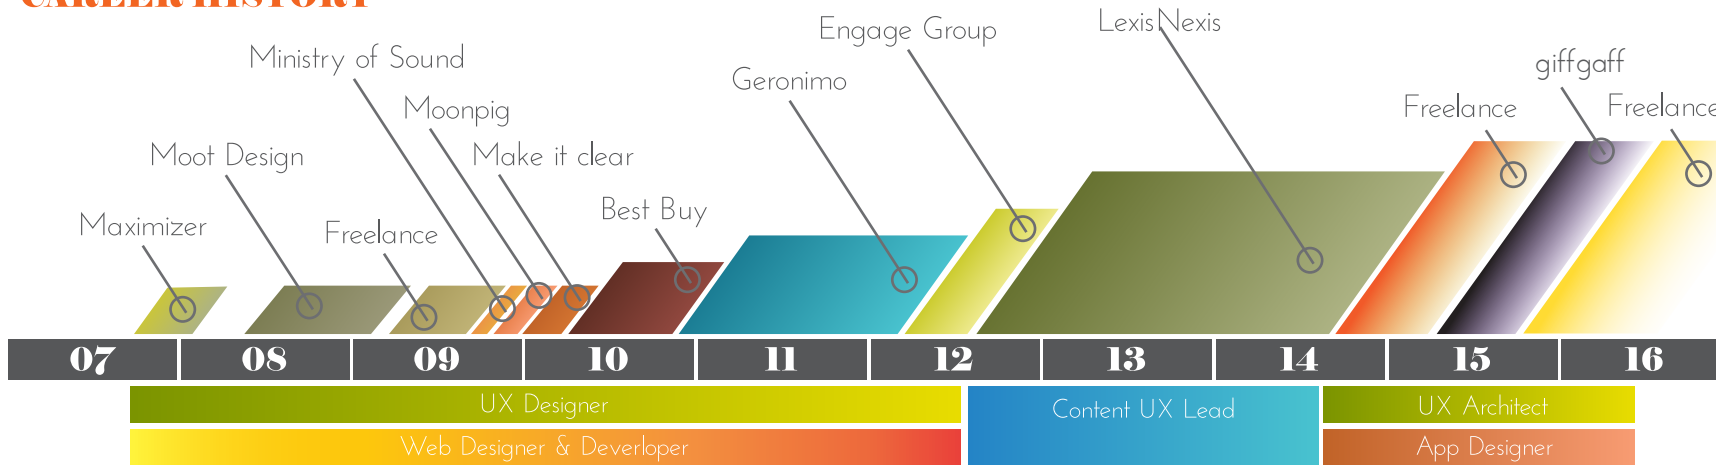 CAREER HISTORY
LexisNexis
Engage Group
Ministry of Sound
giffgaff
Geronimo
Moonpig
Freelance
Freelance
Moot Design
Make it clear
Best Buy
Maximizer
Freelance
07 08 09 10 11 12 13 14 15 16
UX Designer
Content UX Lead
UX Architect
Web Designer & Deverloper
App Designer